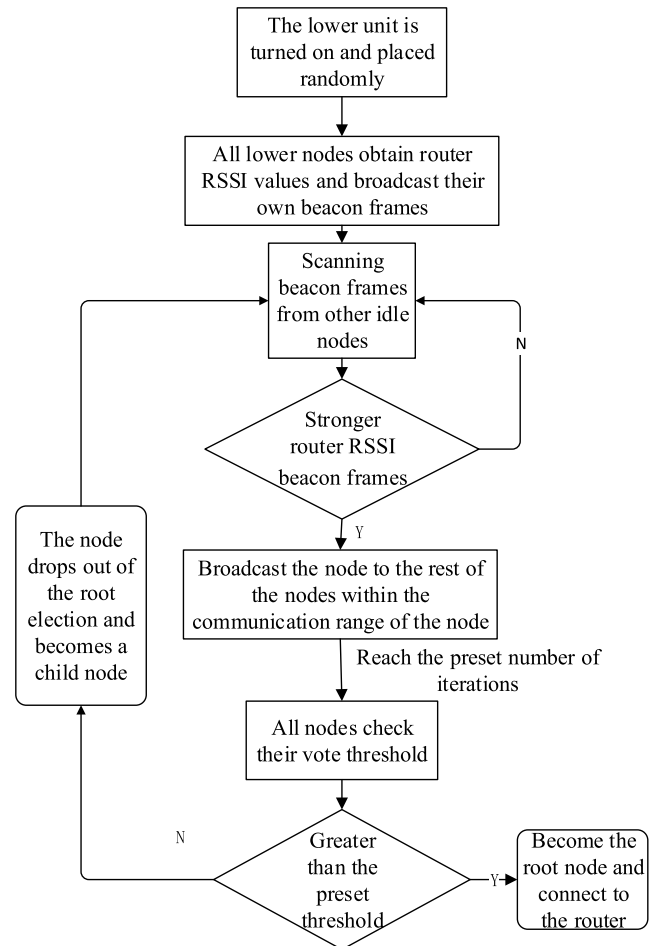 The lower unit is
turned on and placed
randomly
All lower nodes obtain router
RSSI values and broadcast their
own beacon frames
Scanning
beacon frames
from other idle
nodes
N
Stronger
router RSSI
beacon frames
Y
The node
drops out of
the root
election and
becomes a
child node
Broadcast the node to the rest of
the nodes within the
communication range of the node
Reach the preset number of
iterations
All nodes check
their vote threshold
N
Greater
than the
preset
threshold
Y
Become the
root node and
connect to
the router